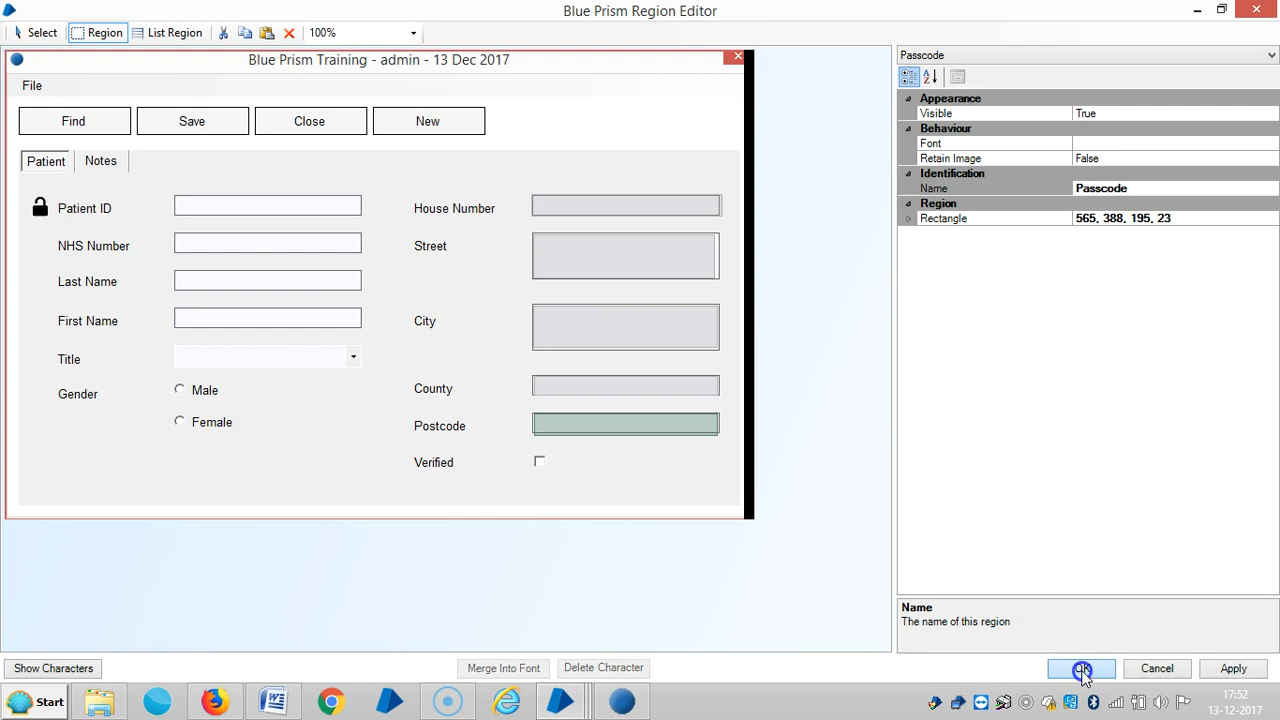 Blue Prism Region Editor
Select
Region
List Region
100%
Passcode
Blue Prism Training - admin - 13 Dec 2017
File
Find
Save
Close
New
Patient
Notes
Patient ID
NHS Number
Last Name
First Name
Title
Gender
Male
Female
House Number
Street
City
County
Postcode
Verified
Appearance
Visible True
Behaviour
Font
Retain Image False
Identification
Name Passcode
Region
Rectangle 565, 388, 195, 23
Name
The name of this region
Show Characters
Merge Into Font
Delete Character
OK
Cancel
Apply
Start
17:52
13-12-2017